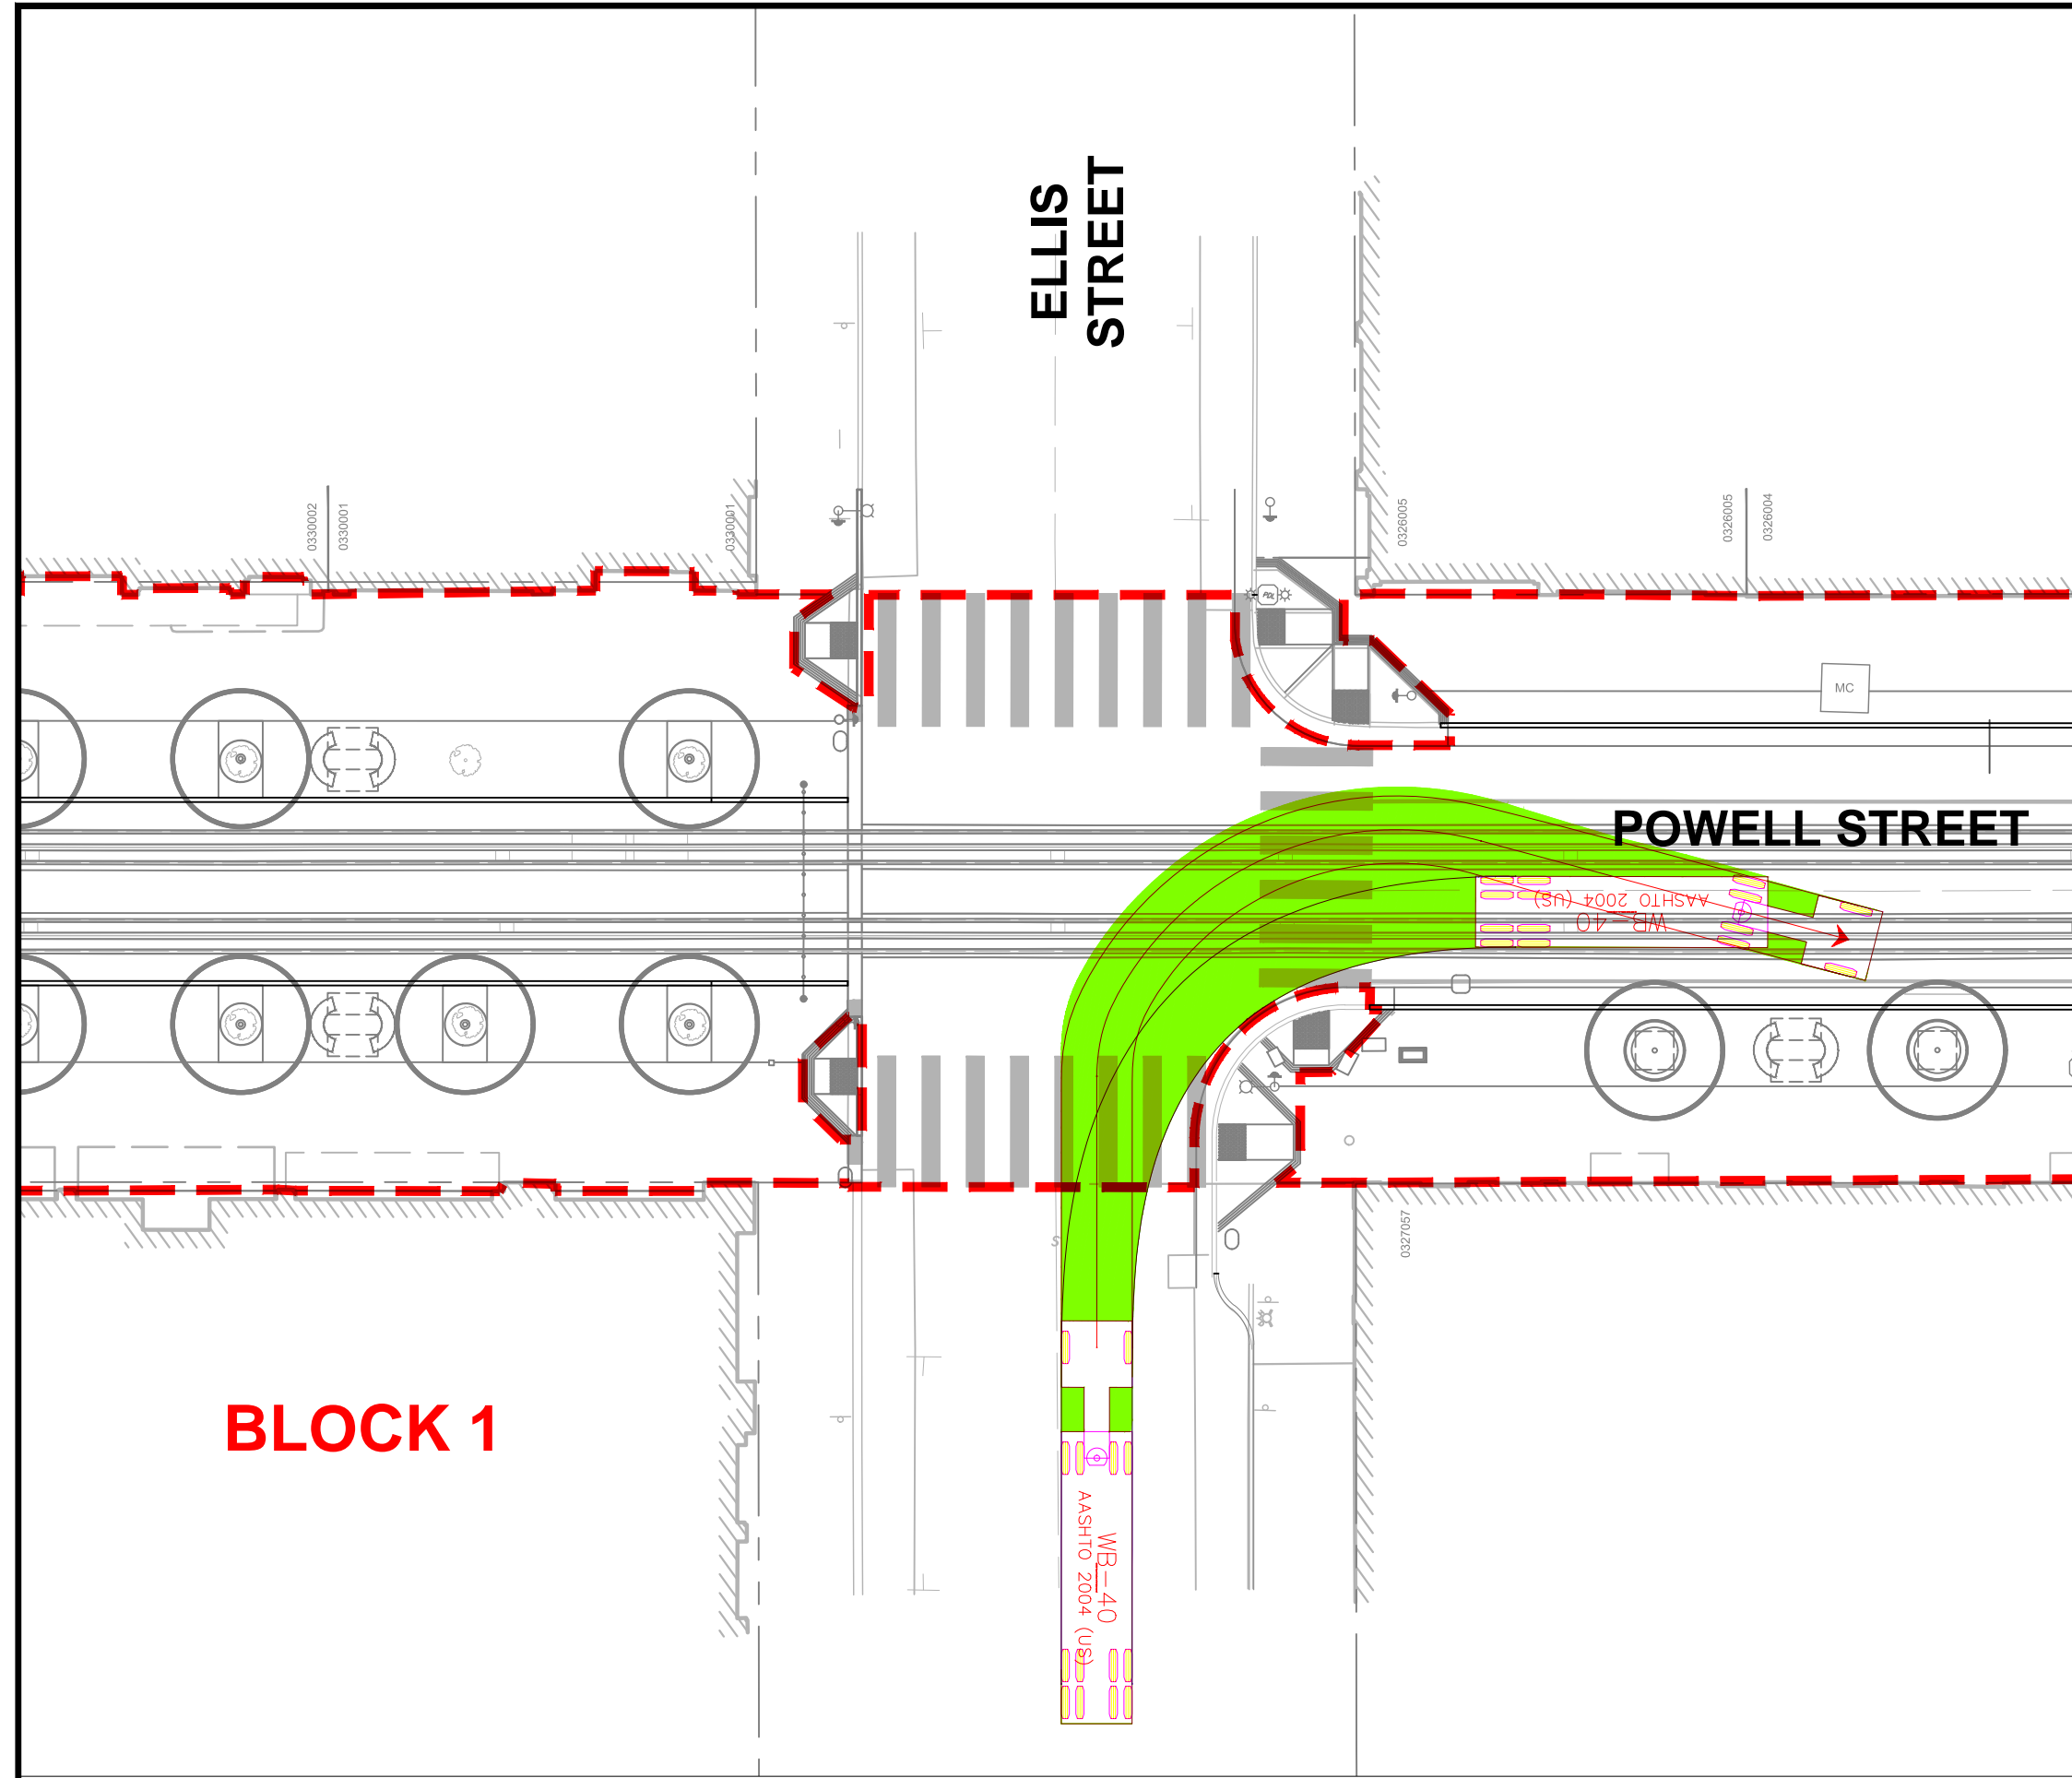 ELLIS
STREET
0330002
0330001
0330001
0326005
0326005
0326004
PDL
MC
POWELL STREET
WB-40
AASHTO 2004 (US)
0327057
S
BLOCK 1
WB-40
AASHTO 2004 (US)